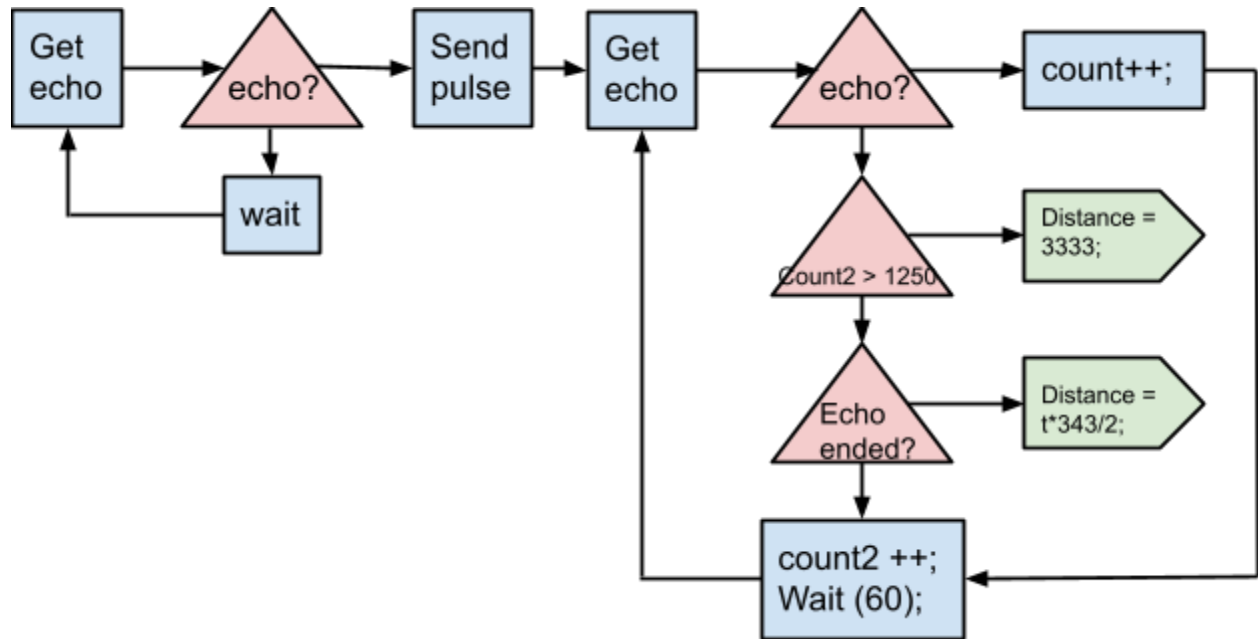 Get
echo
echo?
Send
pulse
Get
echo
echo?
count++;
wait
Distance =
3333;
Count2 > 1250
Distance =
t*343/2;
Echo
ended?
count2 ++;
Wait (60);